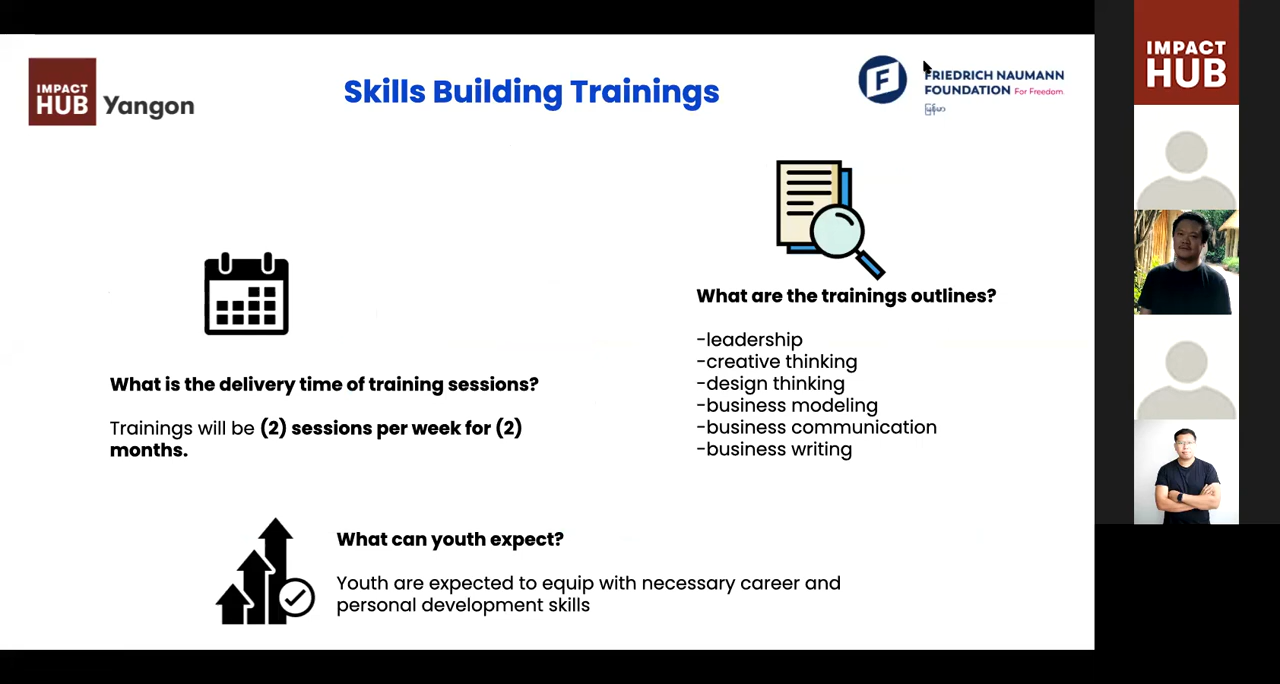 IMPACT
HUB Yangon
Skills Building Trainings
FRIEDRICH NAUMANN
FOUNDATION For Freedom
မြန်မာ
IMPACT
HUB
What are the trainings outlines?
-leadership
-creative thinking
-design thinking
-business modeling
-business communication
-business writing
What is the delivery time of training sessions?
Trainings will be (2) sessions per week for (2)
months.
What can youth expect?
Youth are expected to equip with necessary career and
personal development skills